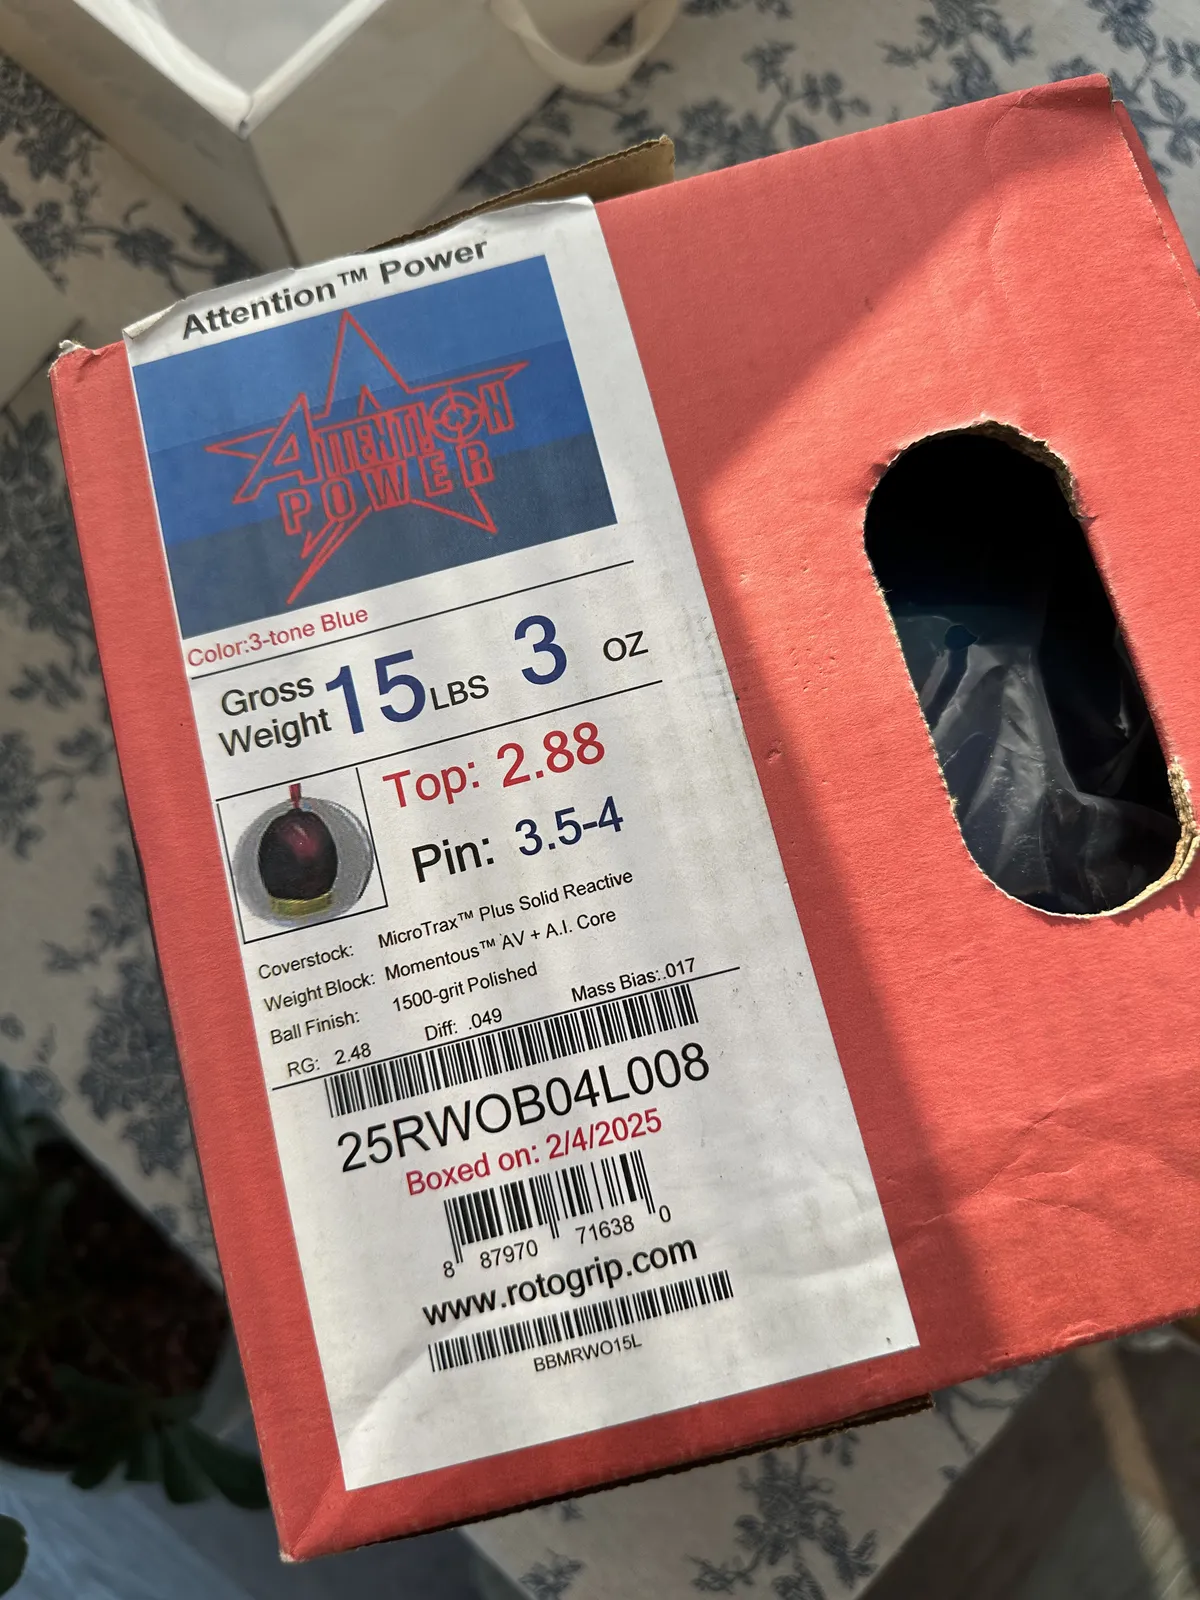 Attention™ Power
ATTENTION
POWER
Color:3-tone Blue
Gross Weight 15 LBS 3 OZ
Top: 2.88
Pin: 3.5-4
Coverstock: MicroTrax™ Plus Solid Reactive
Weight Block: Momentous™ AV + A.I. Core
Ball Finish: 1500-grit Polished
RG: 2.48 Diff: .049 Mass Bias:.017
25RWOB04L008
Boxed on: 2/4/2025
8 87970 71638 0
www.rotogrip.com
BBMRWO15L